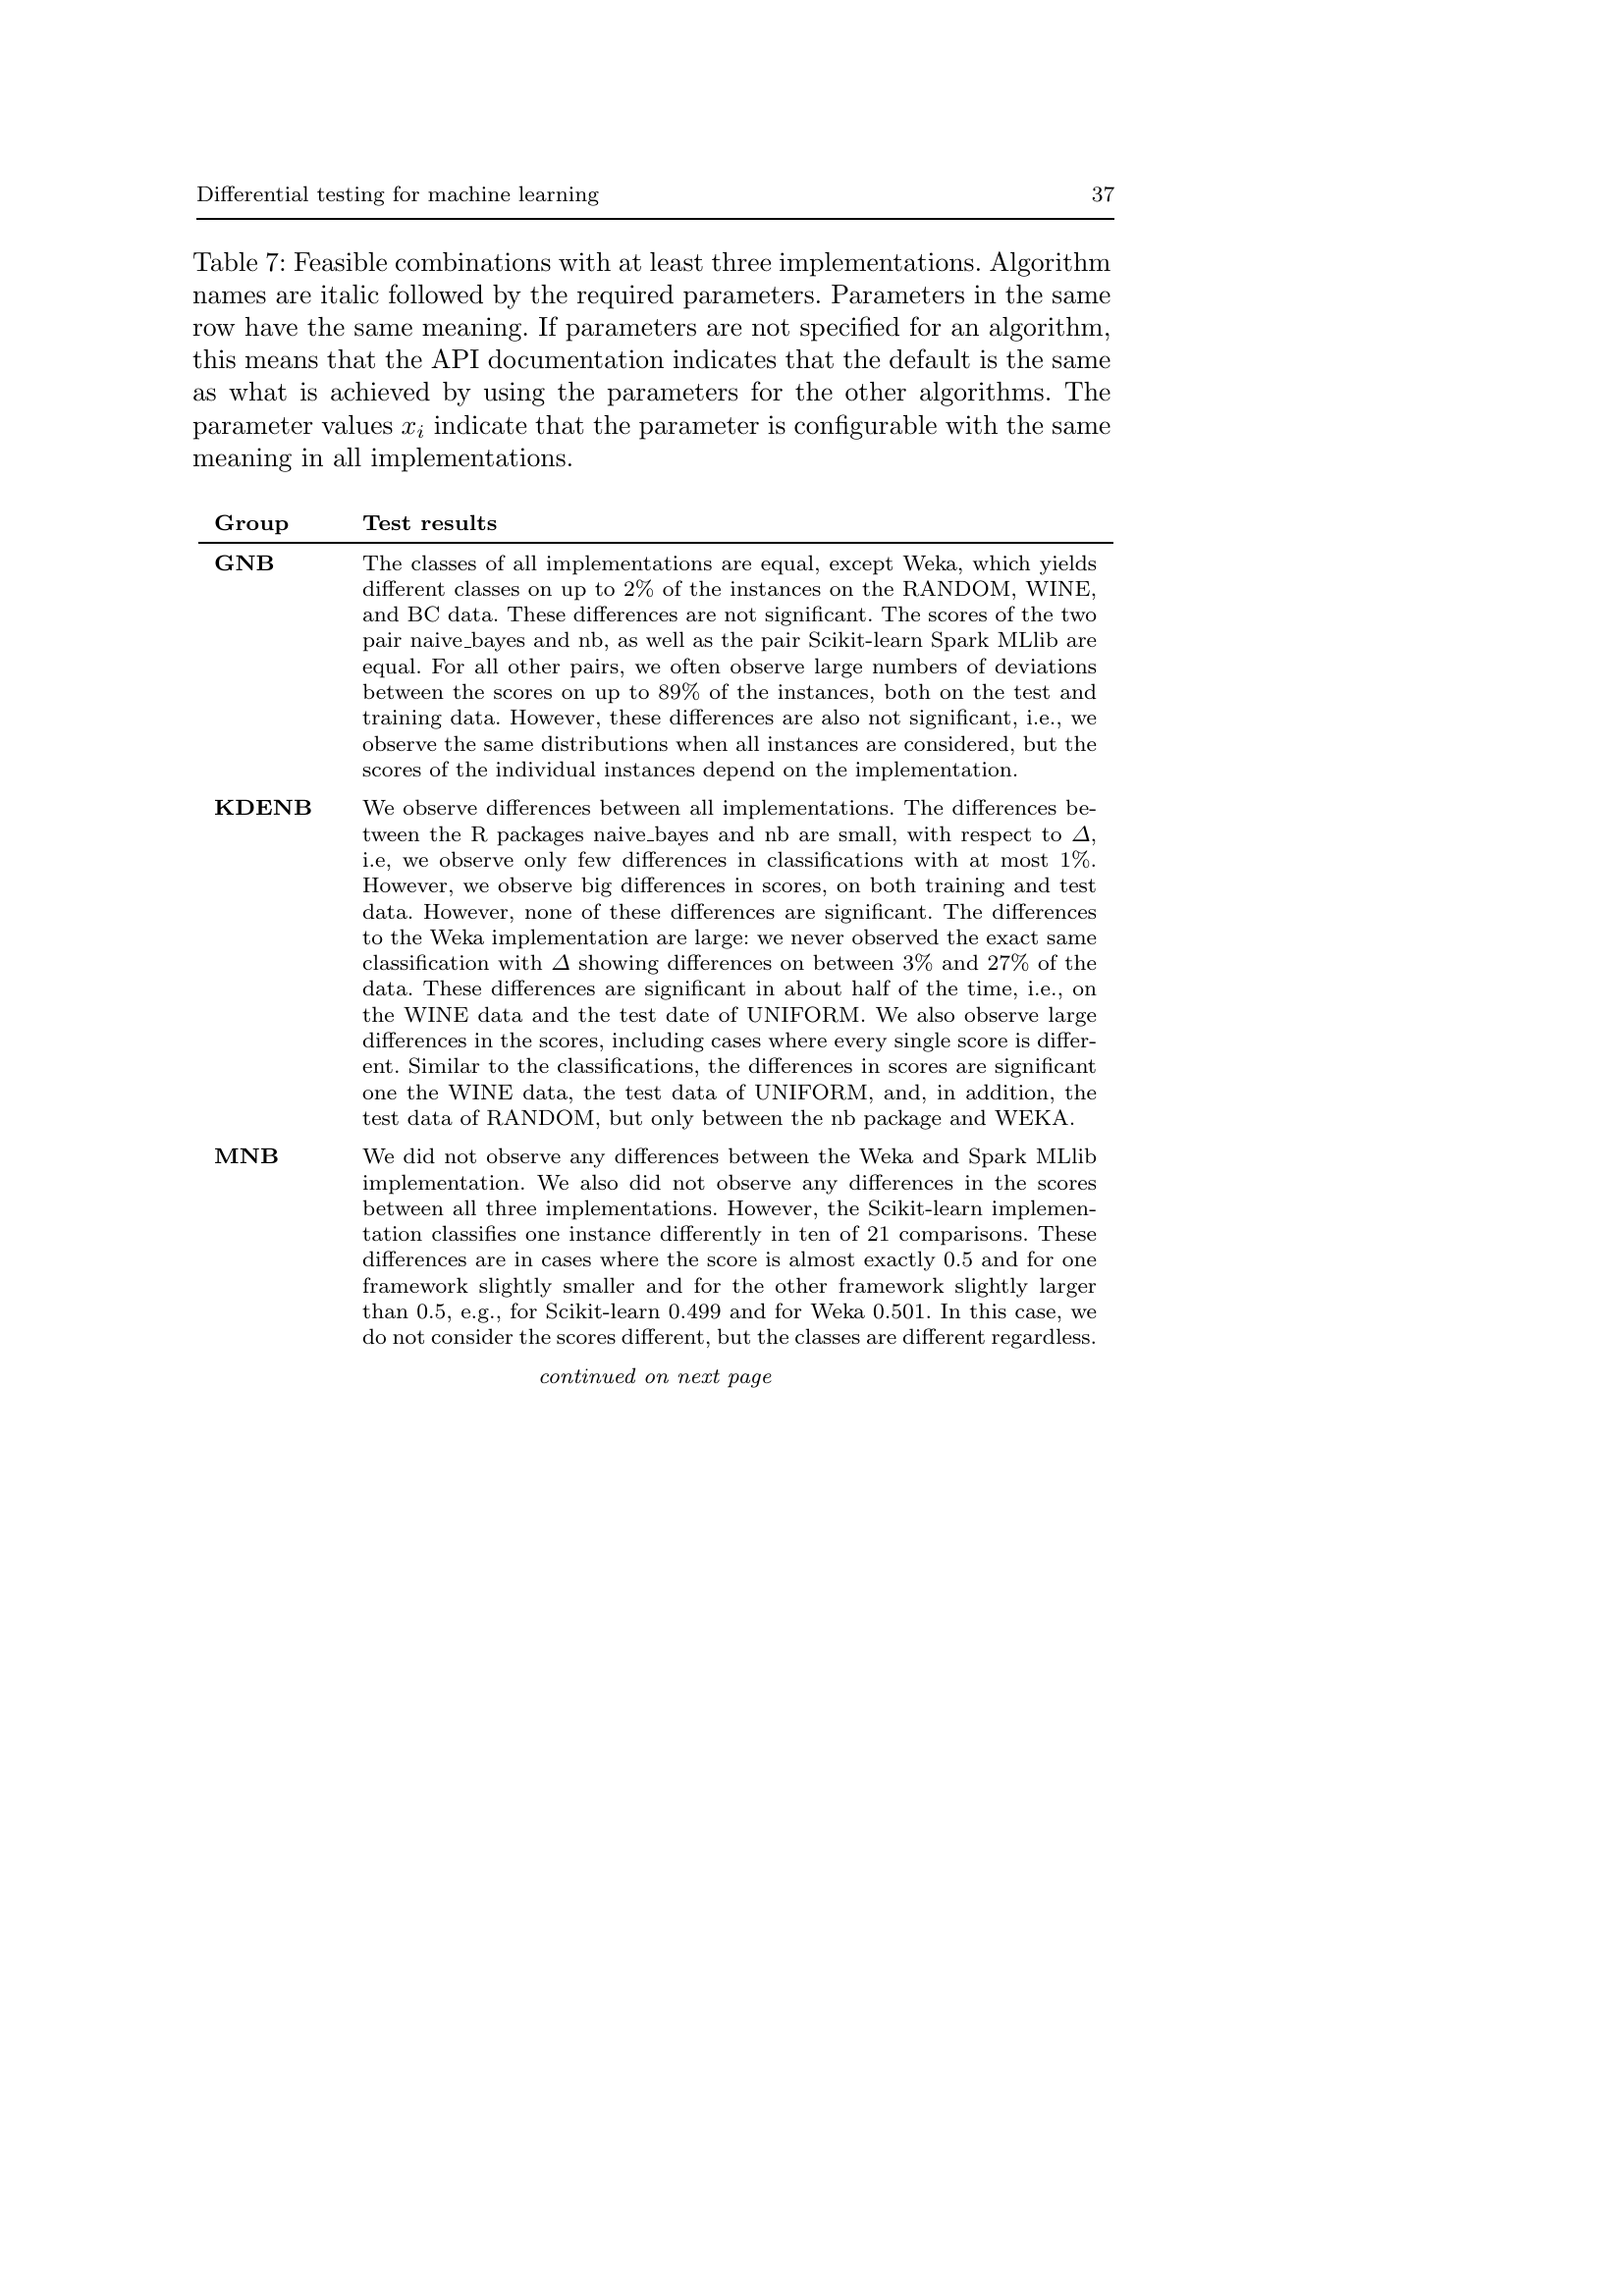 Differential testing for machine learning 37
Table 7: Feasible combinations with at least three implementations. Algorithm
names are italic followed by the required parameters. Parameters in the same
row have the same meaning. If parameters are not specified for an algorithm,
this means that the API documentation indicates that the default is the same
as what is achieved by using the parameters for the other algorithms. The
parameter values x_i indicate that the parameter is configurable with the same
meaning in all implementations.
Group Test results
GNB The classes of all implementations are equal, except Weka, which yields
different classes on up to 2% of the instances on the RANDOM, WINE,
and BC data. These differences are not significant. The scores of the two
pair naive_bayes and nb, as well as the pair Scikit-learn Spark MLlib are
equal. For all other pairs, we often observe large numbers of deviations
between the scores on up to 89% of the instances, both on the test and
training data. However, these differences are also not significant, i.e., we
observe the same distributions when all instances are considered, but the
scores of the individual instances depend on the implementation.
KDENB We observe differences between all implementations. The differences be-
tween the R packages naive_bayes and nb are small, with respect to Δ,
i.e, we observe only few differences in classifications with at most 1%.
However, we observe big differences in scores, on both training and test
data. However, none of these differences are significant. The differences
to the Weka implementation are large: we never observed the exact same
classification with Δ showing differences on between 3% and 27% of the
data. These differences are significant in about half of the time, i.e., on
the WINE data and the test date of UNIFORM. We also observe large
differences in the scores, including cases where every single score is differ-
ent. Similar to the classifications, the differences in scores are significant
one the WINE data, the test data of UNIFORM, and, in addition, the
test data of RANDOM, but only between the nb package and WEKA.
MNB We did not observe any differences between the Weka and Spark MLlib
implementation. We also did not observe any differences in the scores
between all three implementations. However, the Scikit-learn implemen-
tation classifies one instance differently in ten of 21 comparisons. These
differences are in cases where the score is almost exactly 0.5 and for one
framework slightly smaller and for the other framework slightly larger
than 0.5, e.g., for Scikit-learn 0.499 and for Weka 0.501. In this case, we
do not consider the scores different, but the classes are different regardless.
continued on next page